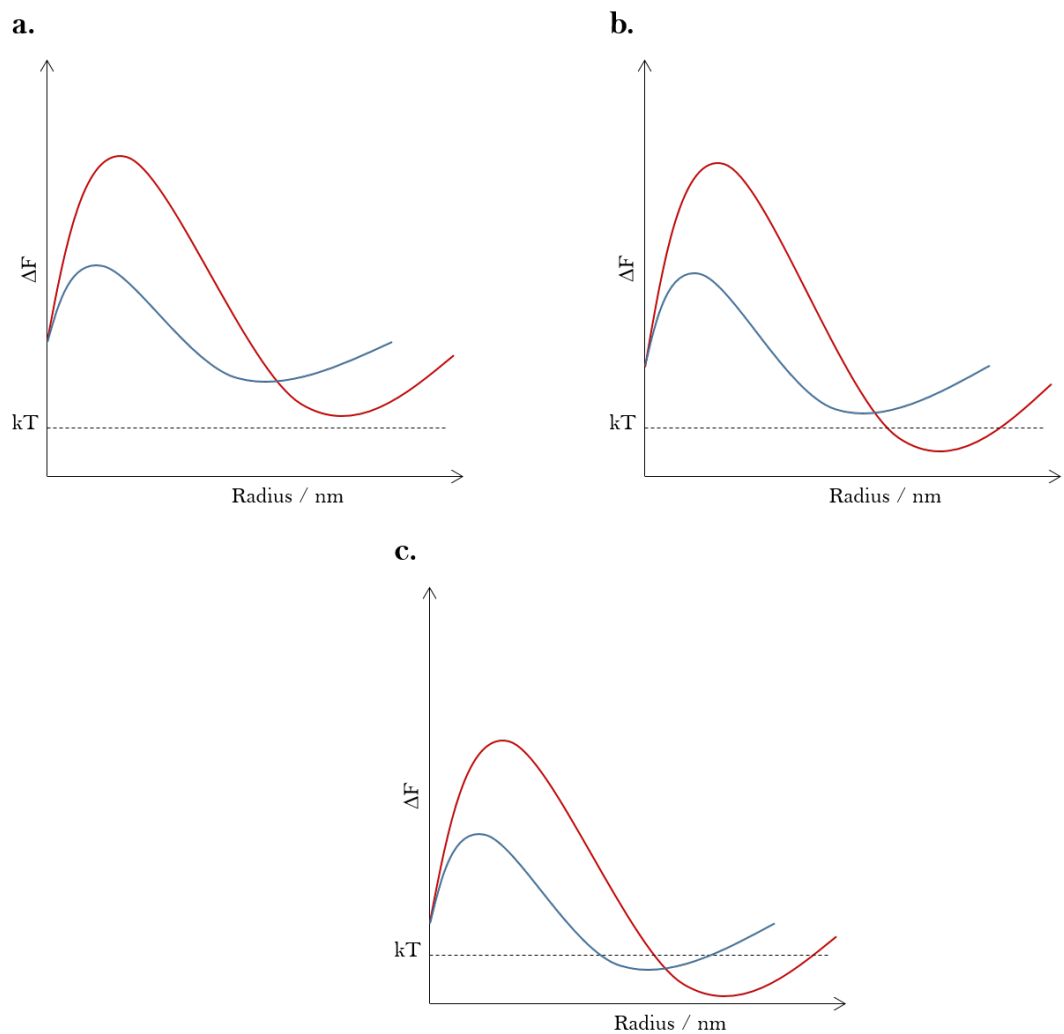 a.
ΔF
kT
Radius / nm
b.
ΔF
kT
Radius / nm
c.
ΔF
kT
Radius / nm